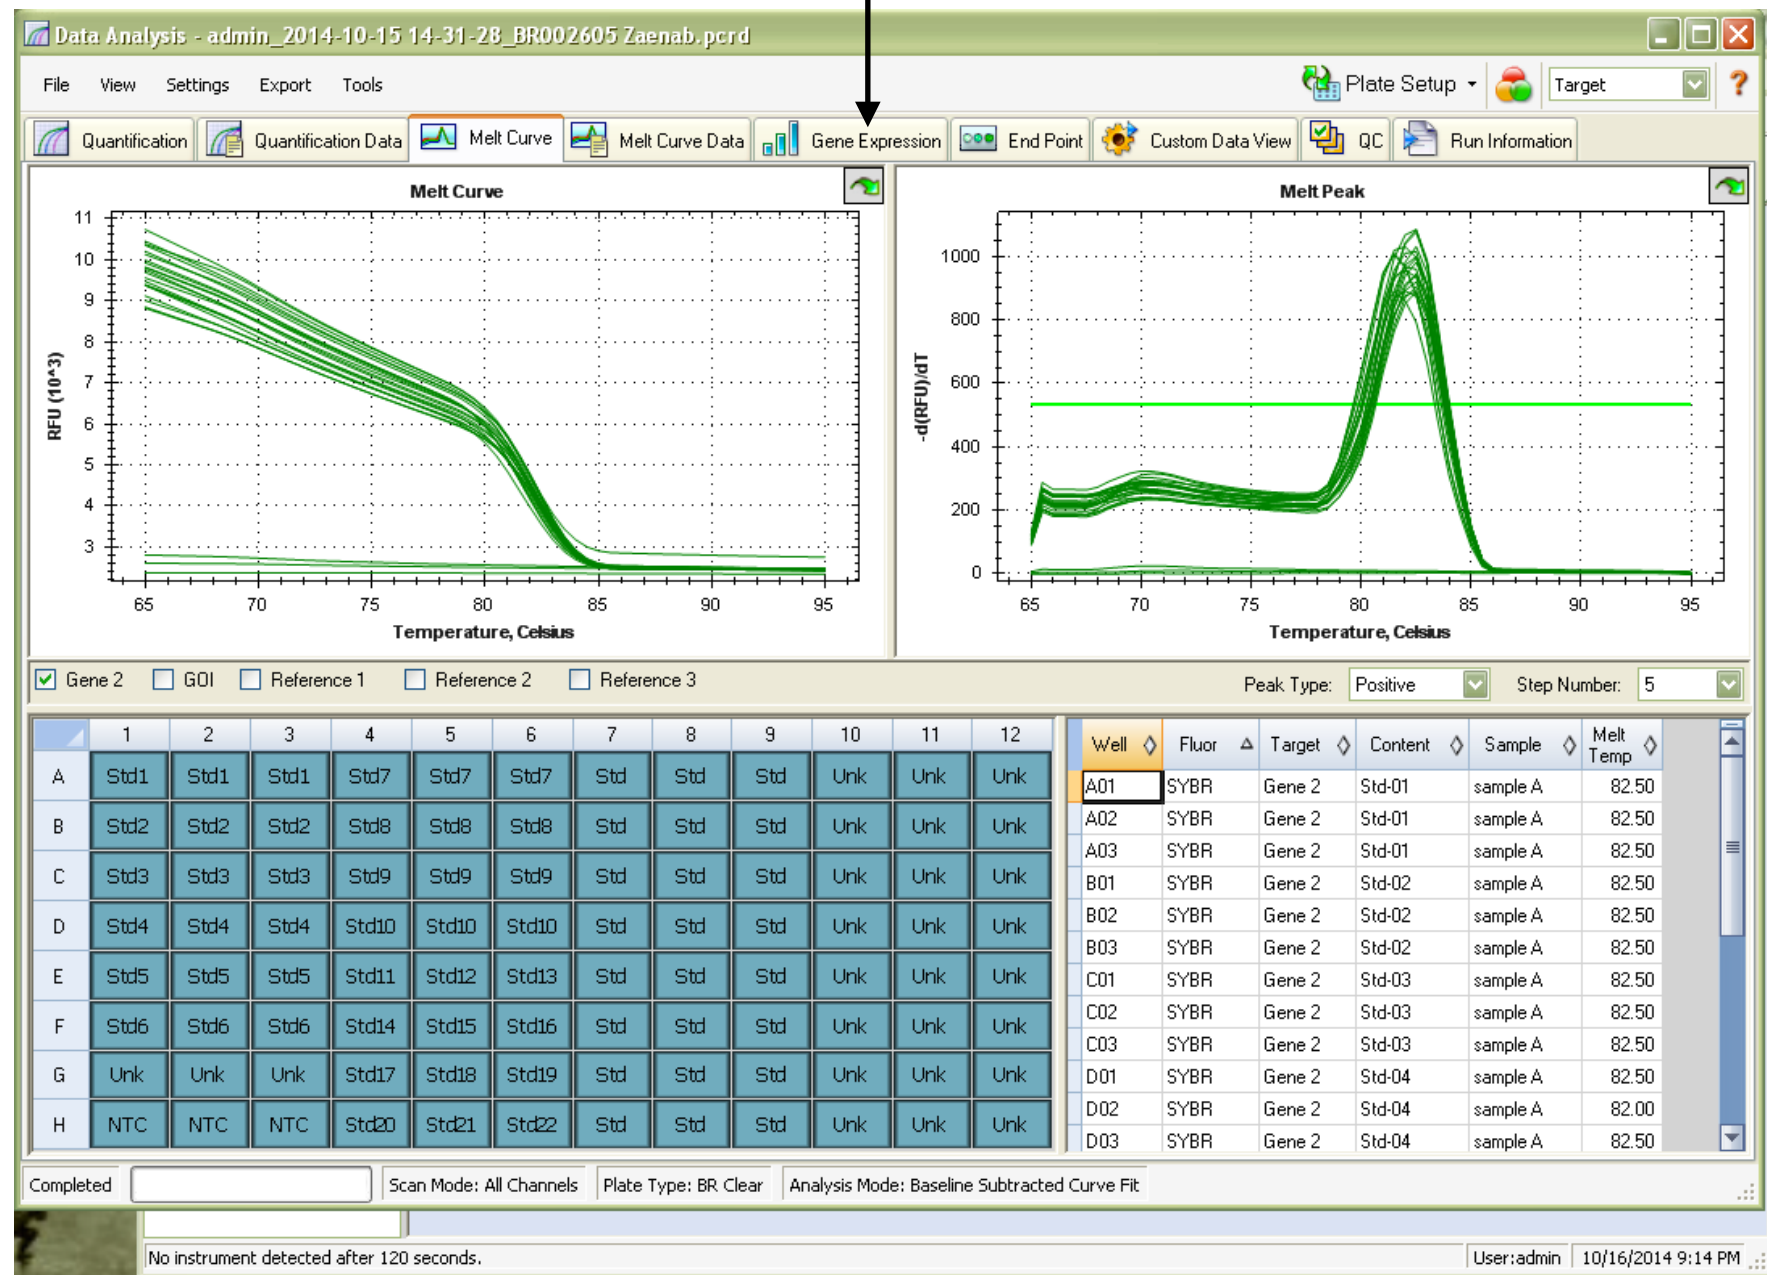 Data Analysis - admin_2014-10-15 14-31-28_BR002605 Zaenab.pcrd
File View Settings Export Tools Plate Setup Target ?
Quantification Quantification Data Melt Curve Melt Curve Data Gene Expression End Point Custom Data View QC Run Information
Melt Curve
11
10
9
8
7
6
5
4
3
RFU (10^3)
65 70 75 80 85 90 95
Temperature, Celsius
Melt Peak
1000
800
600
400
200
0
-d(RFU)/dT
65 70 75 80 85 90 95
Temperature, Celsius
Gene 2 GOI Reference 1 Reference 2 Reference 3 Peak Type: Positive Step Number: 5
1 2 3 4 5 6 7 8 9 10 11 12
A Std1 Std1 Std1 Std7 Std7 Std7 Std Std Std Unk Unk Unk
B Std2 Std2 Std2 Std8 Std8 Std8 Std Std Std Unk Unk Unk
C Std3 Std3 Std3 Std9 Std9 Std9 Std Std Std Unk Unk Unk
D Std4 Std4 Std4 Std10 Std10 Std10 Std Std Std Unk Unk Unk
E Std5 Std5 Std5 Std11 Std12 Std13 Std Std Std Unk Unk Unk
F Std6 Std6 Std6 Std14 Std15 Std16 Std Std Std Unk Unk Unk
G Unk Unk Unk Std17 Std18 Std19 Std Std Std Unk Unk Unk
H NTC NTC NTC Std20 Std21 Std22 Std Std Std Unk Unk Unk
Well Fluor Target Content Sample Melt Temp
A01 SYBR Gene 2 Std-01 sample A 82.50
A02 SYBR Gene 2 Std-01 sample A 82.50
A03 SYBR Gene 2 Std-01 sample A 82.50
B01 SYBR Gene 2 Std-02 sample A 82.50
B02 SYBR Gene 2 Std-02 sample A 82.50
B03 SYBR Gene 2 Std-02 sample A 82.50
C01 SYBR Gene 2 Std-03 sample A 82.50
C02 SYBR Gene 2 Std-03 sample A 82.50
C03 SYBR Gene 2 Std-03 sample A 82.50
D01 SYBR Gene 2 Std-04 sample A 82.50
D02 SYBR Gene 2 Std-04 sample A 82.00
D03 SYBR Gene 2 Std-04 sample A 82.50
Completed Scan Mode: All Channels Plate Type: BR Clear Analysis Mode: Baseline Subtracted Curve Fit
No instrument detected after 120 seconds. User:admin 10/16/2014 9:14 PM